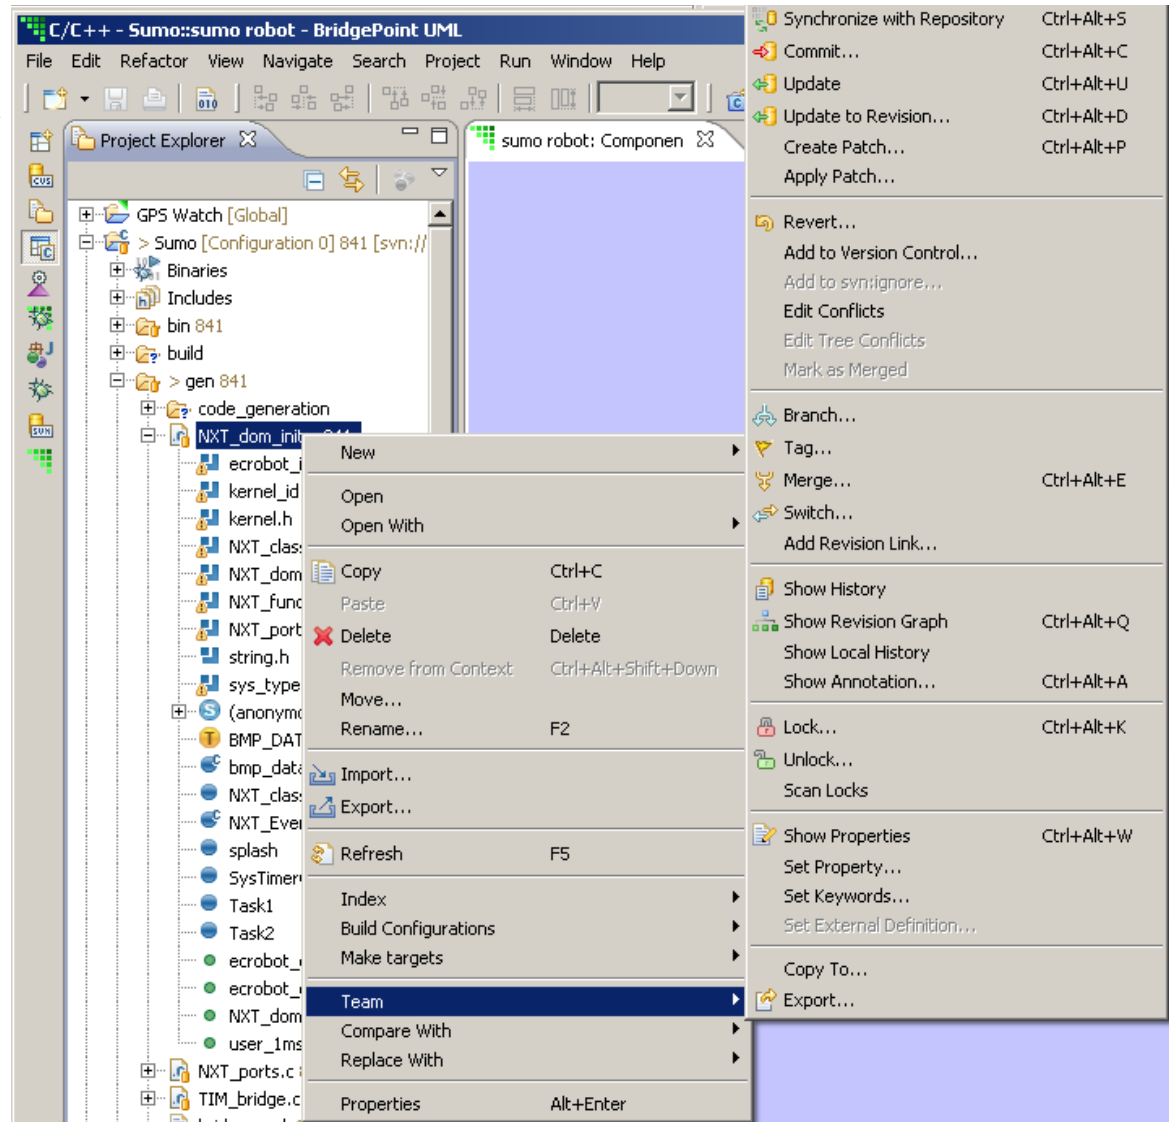 C/C++ - Sumo::sumo robot - BridgePoint UML
File Edit Refactor View Navigate Search Project Run Window Help
010
Project Explorer
sumo robot: Componen
CVS
SVN
GPS Watch [Global]
> Sumo [Configuration 0] 841 [svn://
Binaries
Includes
bin 841
build
> gen 841
code_generation
NXT_dom_init
ecrobot_i
kernel_id
kernel.h
NXT_clas
NXT_dom
NXT_func
NXT_port
string.h
sys_type
(anonymo
BMP_DAT
bmp_data
NXT_clas
NXT_Ever
splash
SysTimer
Task1
Task2
ecrobot_
ecrobot_
NXT_dom
user_1ms
NXT_ports.c
TIM_bridge.c
New
Open
Open With
Copy Ctrl+C
Paste Ctrl+V
Delete Delete
Remove from Context Ctrl+Alt+Shift+Down
Move...
Rename... F2
Import...
Export...
Refresh F5
Index
Build Configurations
Make targets
Team
Compare With
Replace With
Properties Alt+Enter
Synchronize with Repository Ctrl+Alt+S
Commit... Ctrl+Alt+C
Update Ctrl+Alt+U
Update to Revision... Ctrl+Alt+D
Create Patch... Ctrl+Alt+P
Apply Patch...
Revert...
Add to Version Control...
Add to svn:ignore...
Edit Conflicts
Edit Tree Conflicts
Mark as Merged
Branch...
Tag...
Merge... Ctrl+Alt+E
Switch...
Add Revision Link...
Show History
Show Revision Graph Ctrl+Alt+Q
Show Local History
Show Annotation... Ctrl+Alt+A
Lock... Ctrl+Alt+K
Unlock...
Scan Locks
Show Properties Ctrl+Alt+W
Set Property...
Set Keywords...
Set External Definition...
Copy To...
Export...